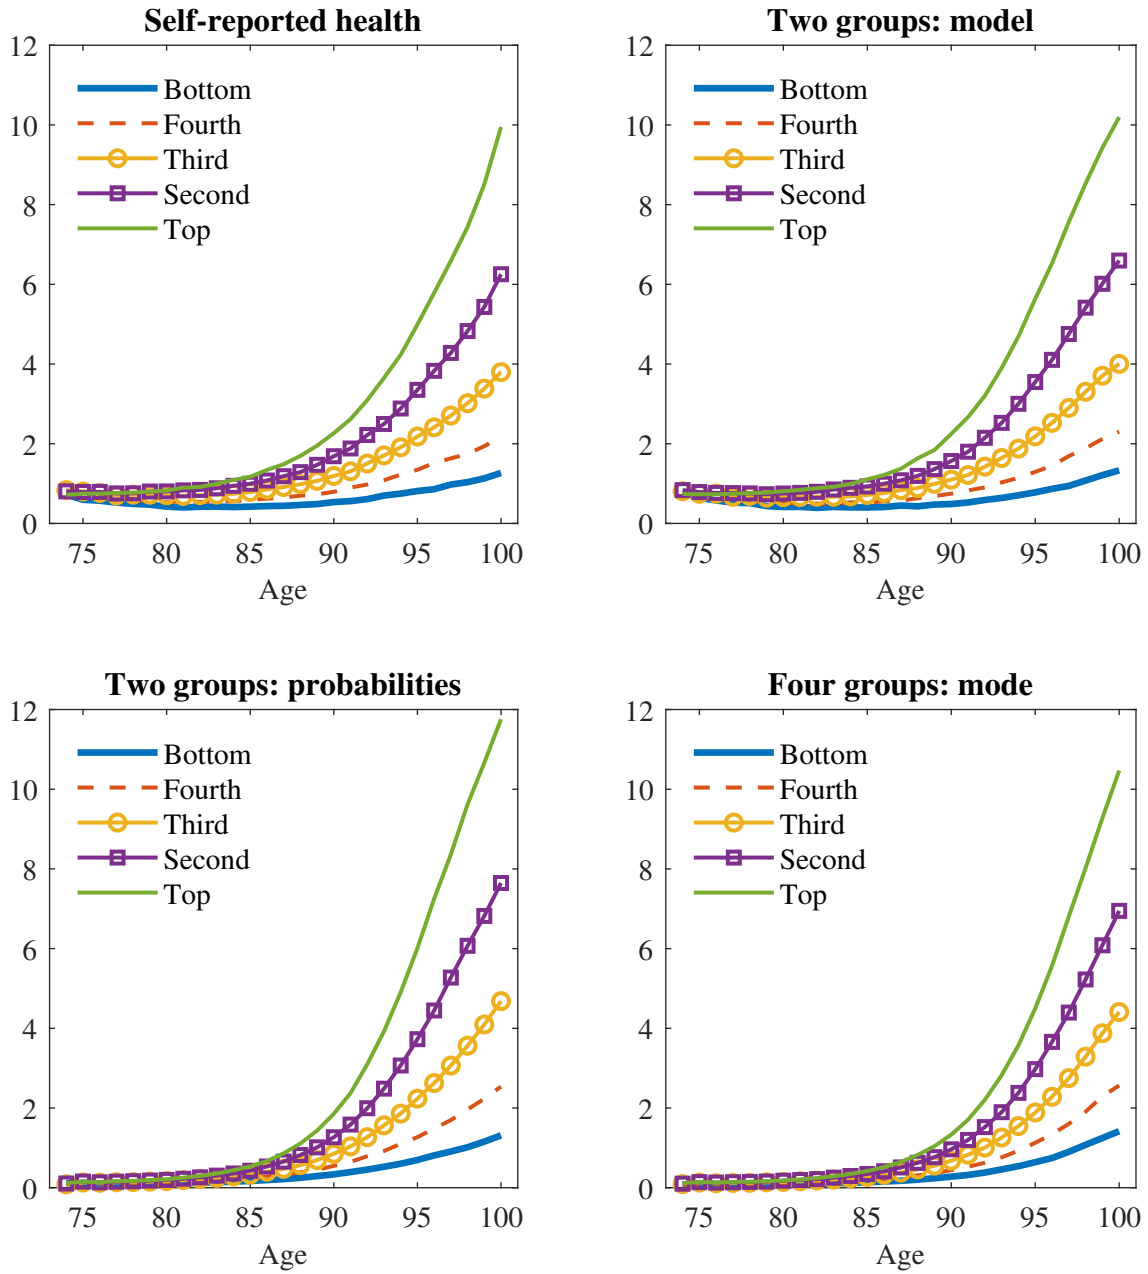 Self-reported health
12
10
8
6
4
2
0
Bottom
Fourth
Third
Second
Top
75
80
85
90
95
100
Age
Two groups: model
12
10
8
6
4
2
0
Bottom
Fourth
Third
Second
Top
75
80
85
90
95
100
Age
Two groups: probabilities
12
10
8
6
4
2
0
Bottom
Fourth
Third
Second
Top
75
80
85
90
95
100
Age
Four groups: mode
12
10
8
6
4
2
0
Bottom
Fourth
Third
Second
Top
75
80
85
90
95
100
Age